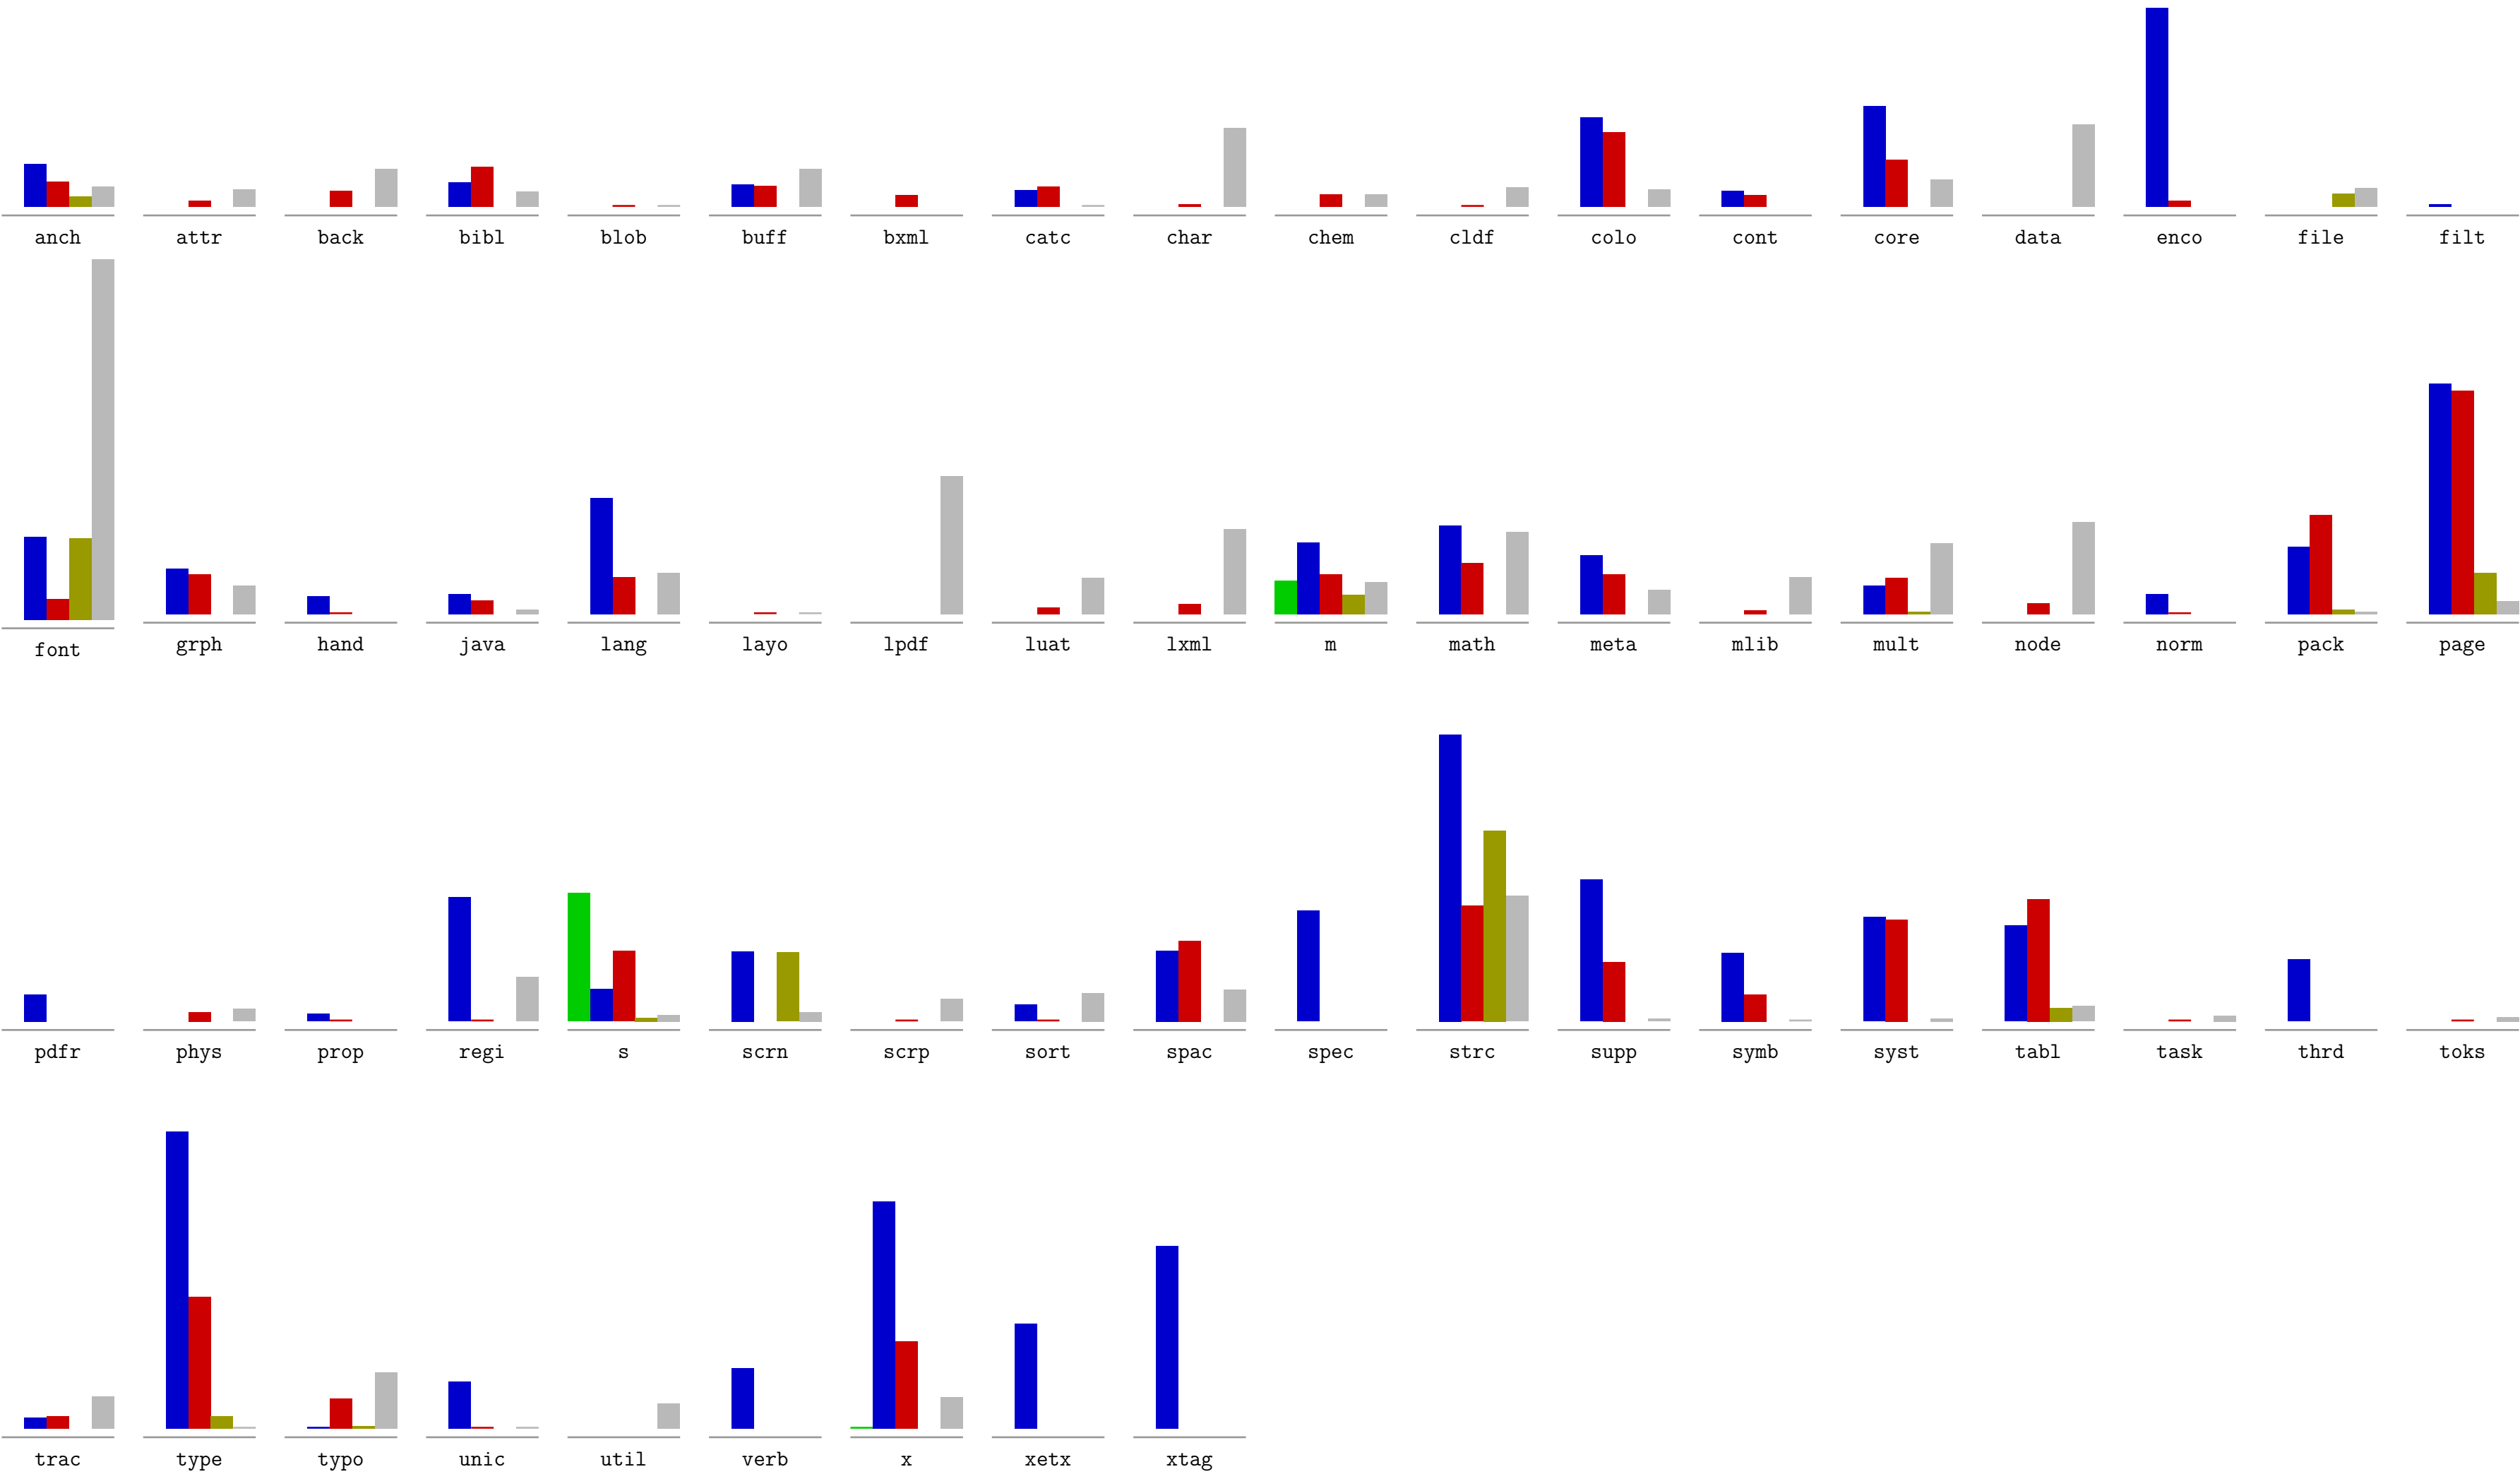 anch attr back bibl blob buff bxml catc char chem cldf colo cont core data enco file filt
font grph hand java lang layo lpdf luat lxml m math meta mlib mult node norm pack page
pdfr phys prop regi s scrn scrp sort spac spec strc supp symb syst tabl task thrd toks
trac type typo unic util verb x xetx xtag